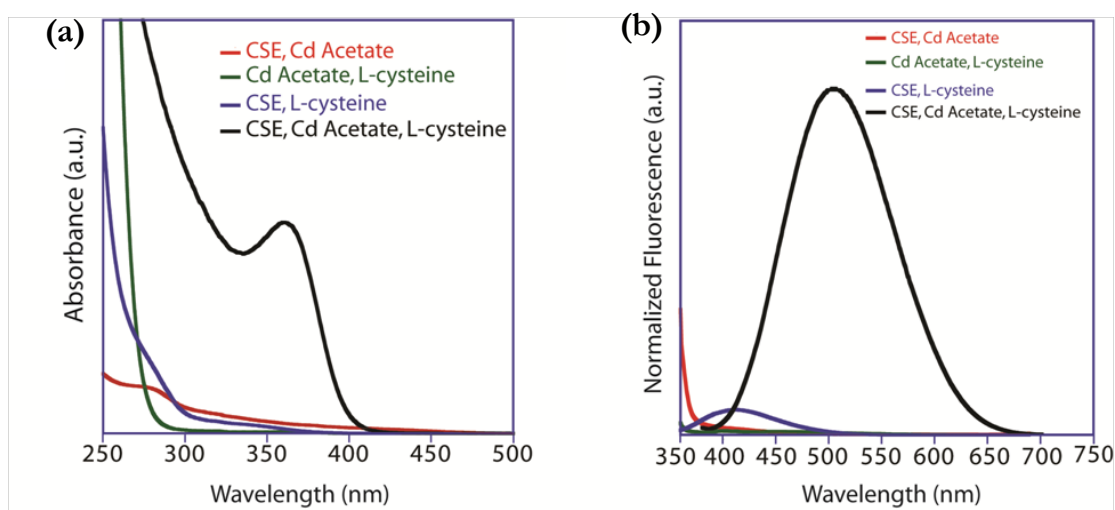 (a)
CSE, Cd Acetate
Cd Acetate, L-cysteine
CSE, L-cysteine
CSE, Cd Acetate, L-cysteine
Absorbance (a.u.)
250 300 350 400 450 500
Wavelength (nm)
(b)
CSE, Cd Acetate
Cd Acetate, L-cysteine
CSE, L-cysteine
CSE, Cd Acetate, L-cysteine
Normalized Fluorescence (a.u.)
350 400 450 500 550 600 650 700 750
Wavelength (nm)